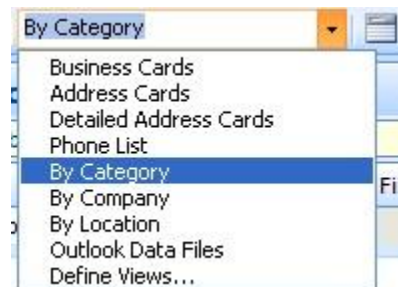 By Category
Business Cards
Address Cards
Detailed Address Cards
Phone List
By Category
Fi
By Company
By Location
Outlook Data Files
Define Views...